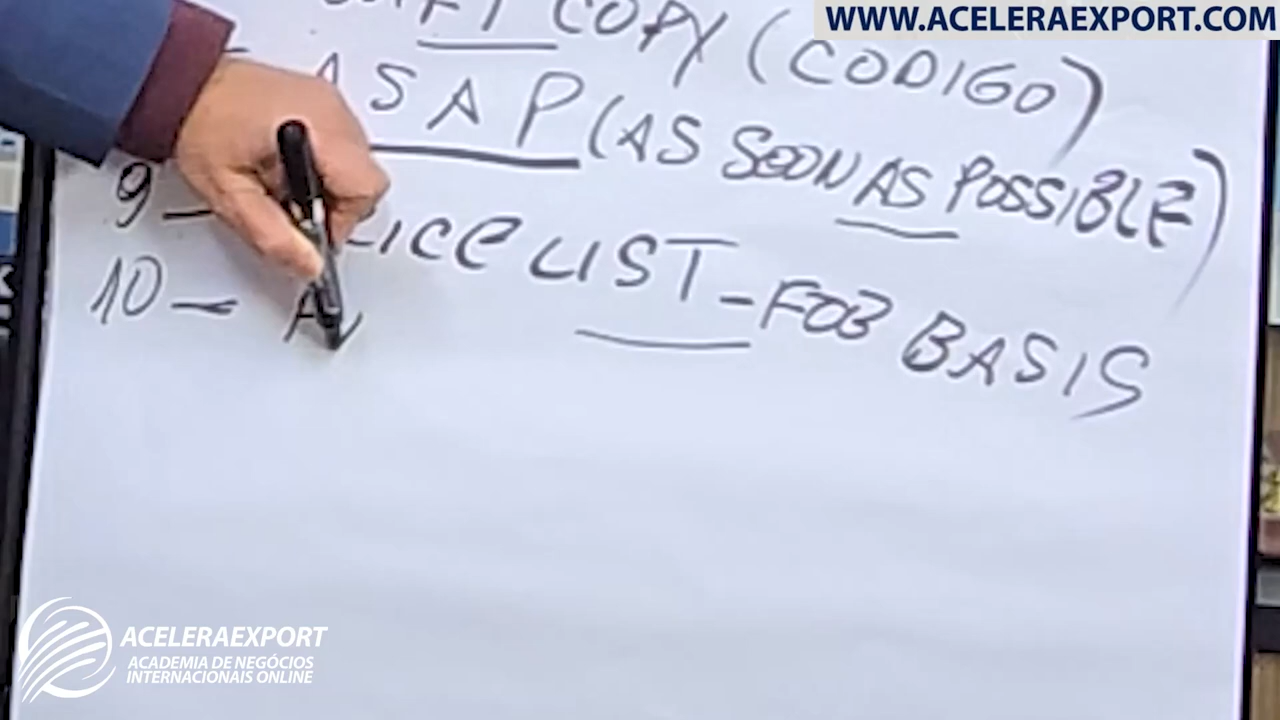 WWW.ACELERAEXPORT.COM
COPY (CODIGO)
ASAP (AS SOON AS POSSIBLE)
9 - LIST - FOB BASIS
10 -
ACELERAEXPORT
ACADEMIA DE NEGÓCIOS
INTERNACIONAIS ONLINE